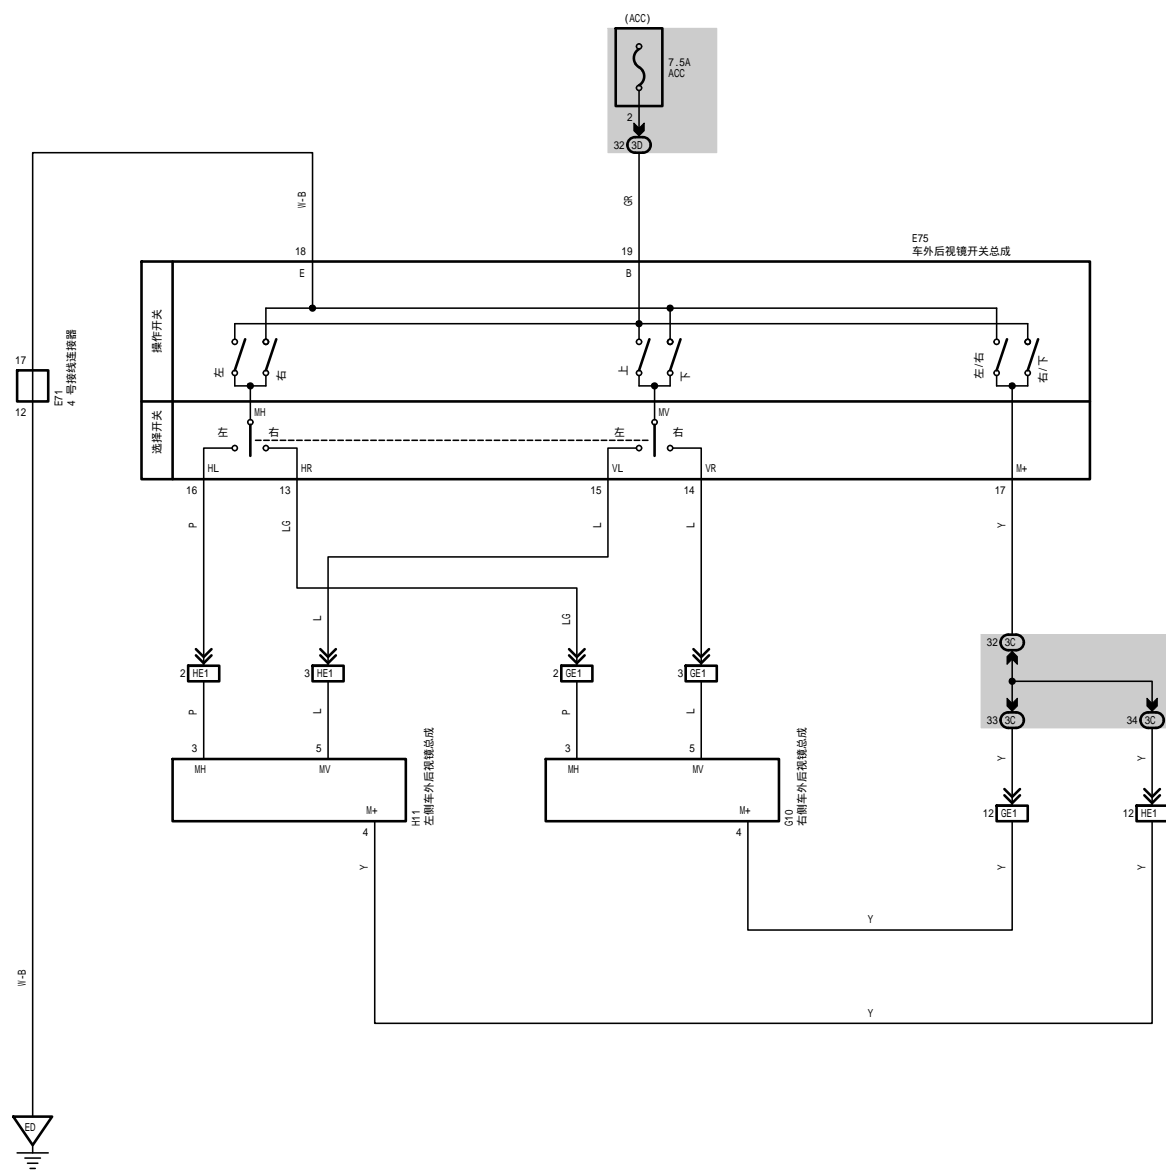 (ACC)
7.5A
ACC
2
32 3D
W-B
GR
18
19
E75
车外后视镜开关总成
E
B
操作开关
左
右
上
下
左/右
右/下
17
12
E71
4 号接线连接器
选择开关
MH
MV
左
右
左
右
HL
HR
VL
VR
M+
16
13
15
14
17
P
LG
L
L
Y
L
LG
32 3C
2 HE1
3 HE1
2 GE1
3 GE1
33 3C
34 3C
P
L
P
L
3
5
3
5
Y
Y
MH
MV
MH
MV
M+
M+
H11
左侧车外后视镜总成
G10
右侧车外后视镜总成
12 GE1
12 HE1
4
4
Y
Y
Y
Y
W-B
Y
ED